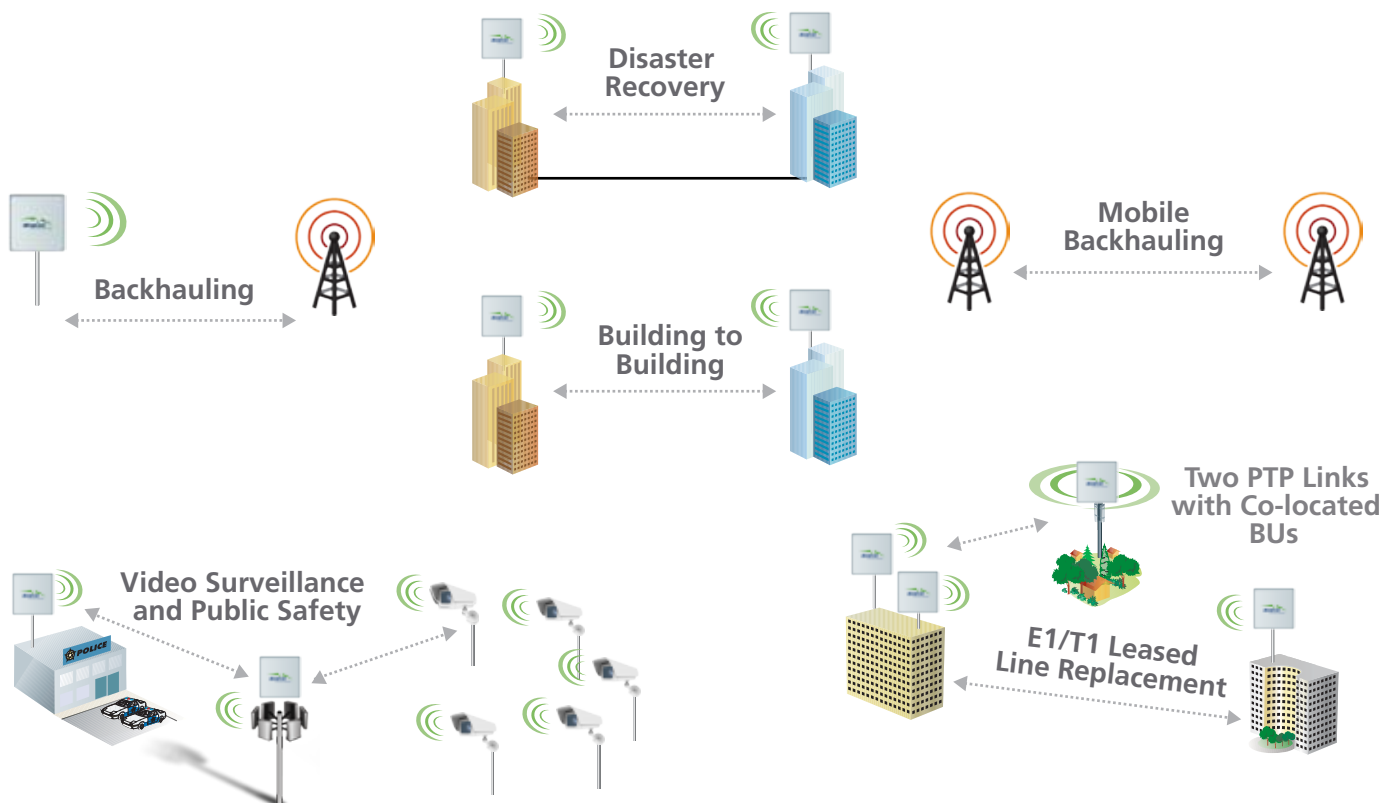 Disaster
Recovery
Mobile
Backhauling
Backhauling
Building to
Building
Two PTP Links
with Co-located
BUs
Video Surveillance
and Public Safety
POLICE
E1/T1 Leased
Line Replacement